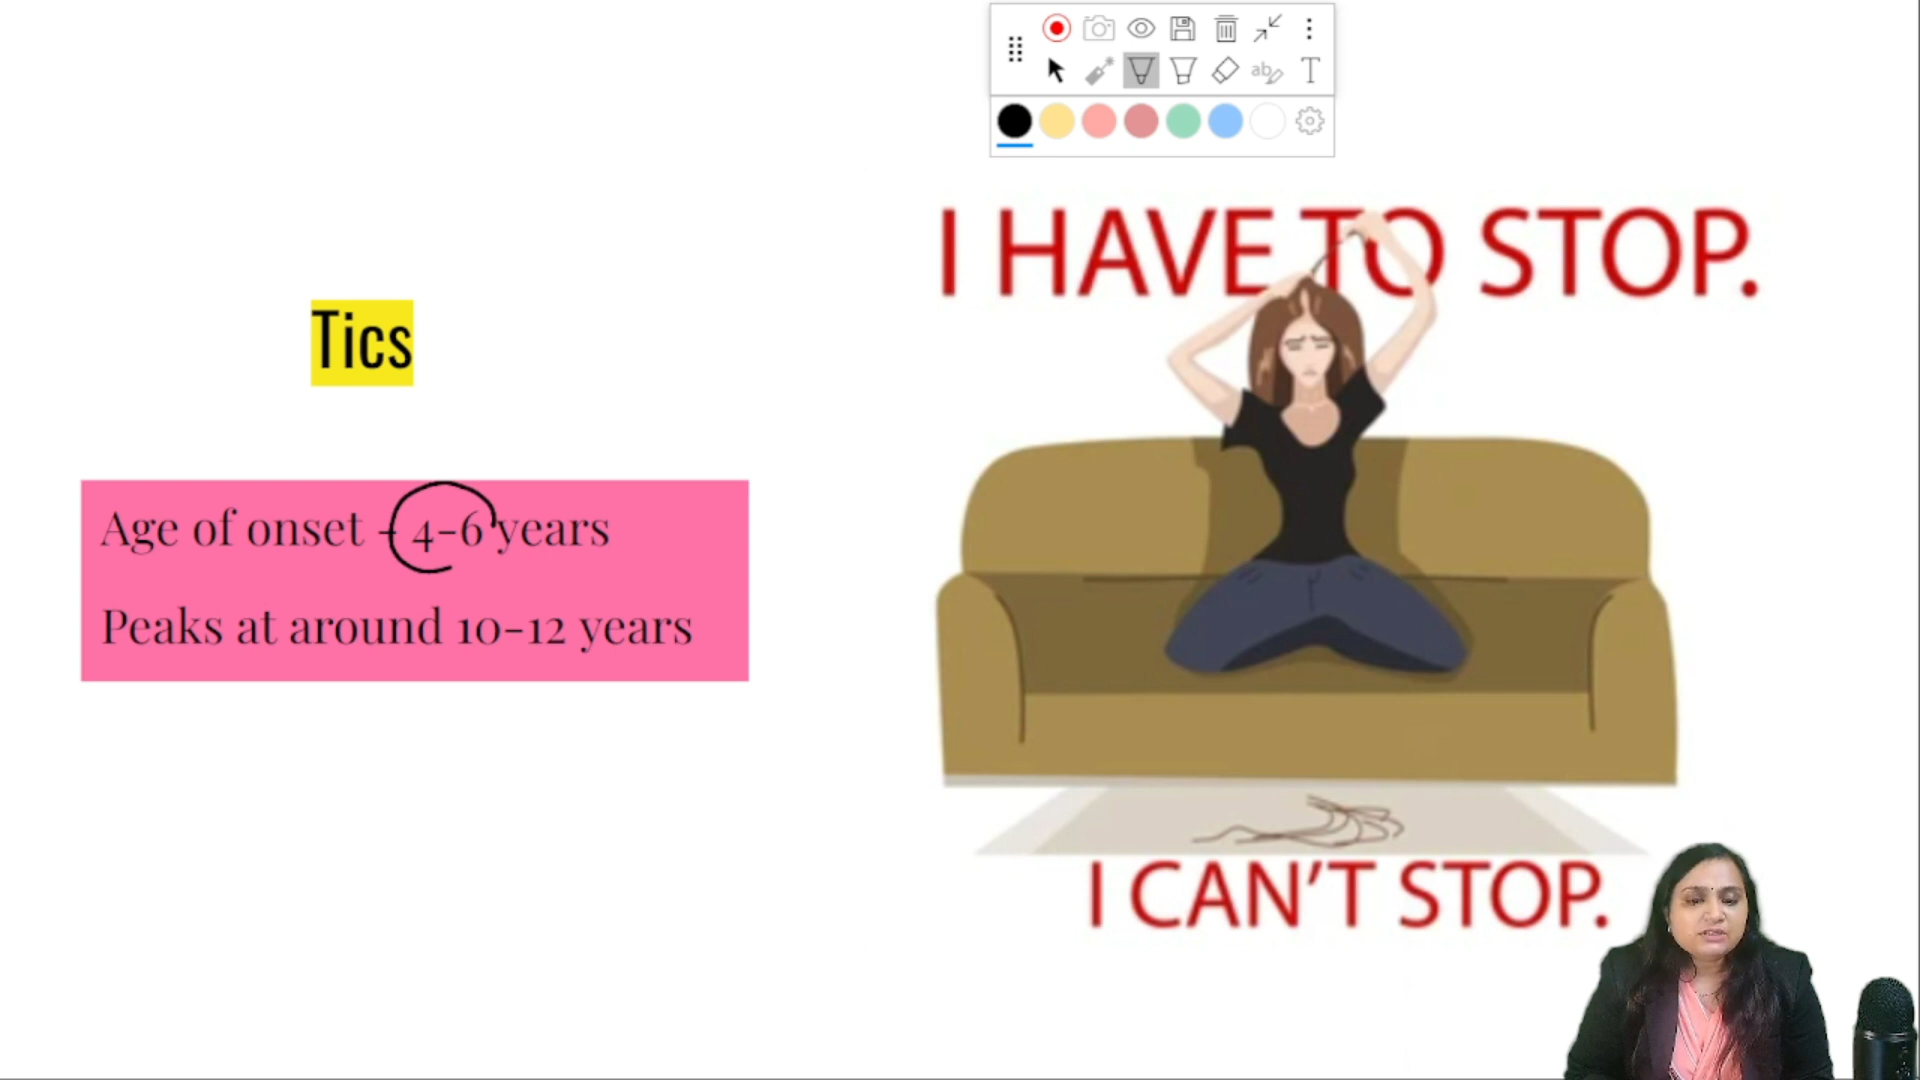 I HAVE TO STOP.
Tics
Age of onset - 4-6 years
Peaks at around 10-12 years
I CAN'T STOP.